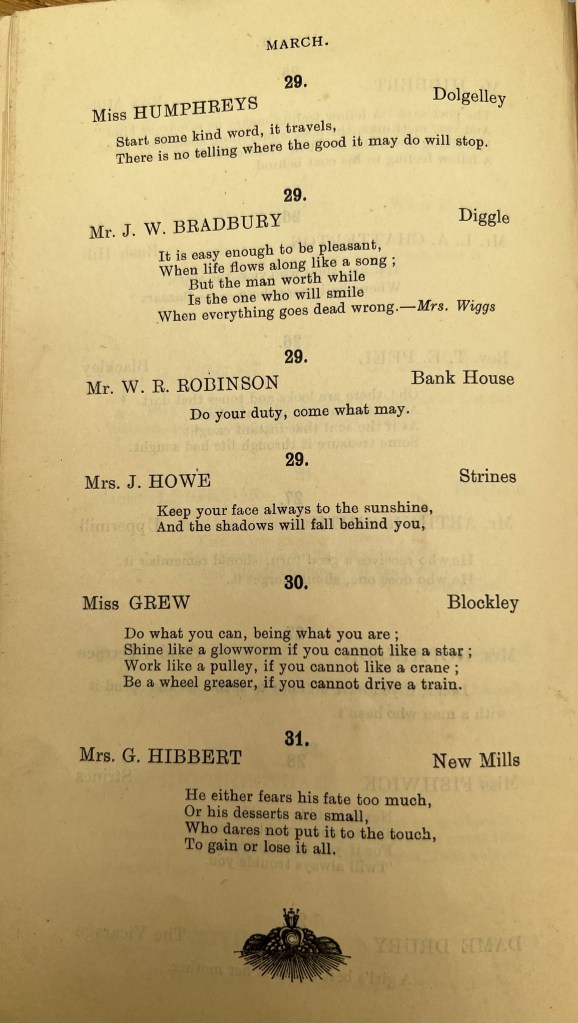 MARCH.
29.
Miss HUMPHREYS Dolgelley
Start some kind word, it travels,
There is no telling where the good it may do will stop.
29.
Mr. J. W. BRADBURY Diggle
It is easy enough to be pleasant,
When life flows along like a song ;
But the man worth while
Is the one who will smile
When everything goes dead wrong.—Mrs. Wiggs
29.
Mr. W. R. ROBINSON Bank House
Do your duty, come what may.
29.
Mrs. J. HOWE Strines
Keep your face always to the sunshine,
And the shadows will fall behind you,
30.
Miss GREW Blockley
Do what you can, being what you are ;
Shine like a glowworm if you cannot like a star ;
Work like a pulley, if you cannot like a crane ;
Be a wheel greaser, if you cannot drive a train.
31.
Mrs. G. HIBBERT New Mills
He either fears his fate too much,
Or his desserts are small,
Who dares not put it to the touch,
To gain or lose it all.